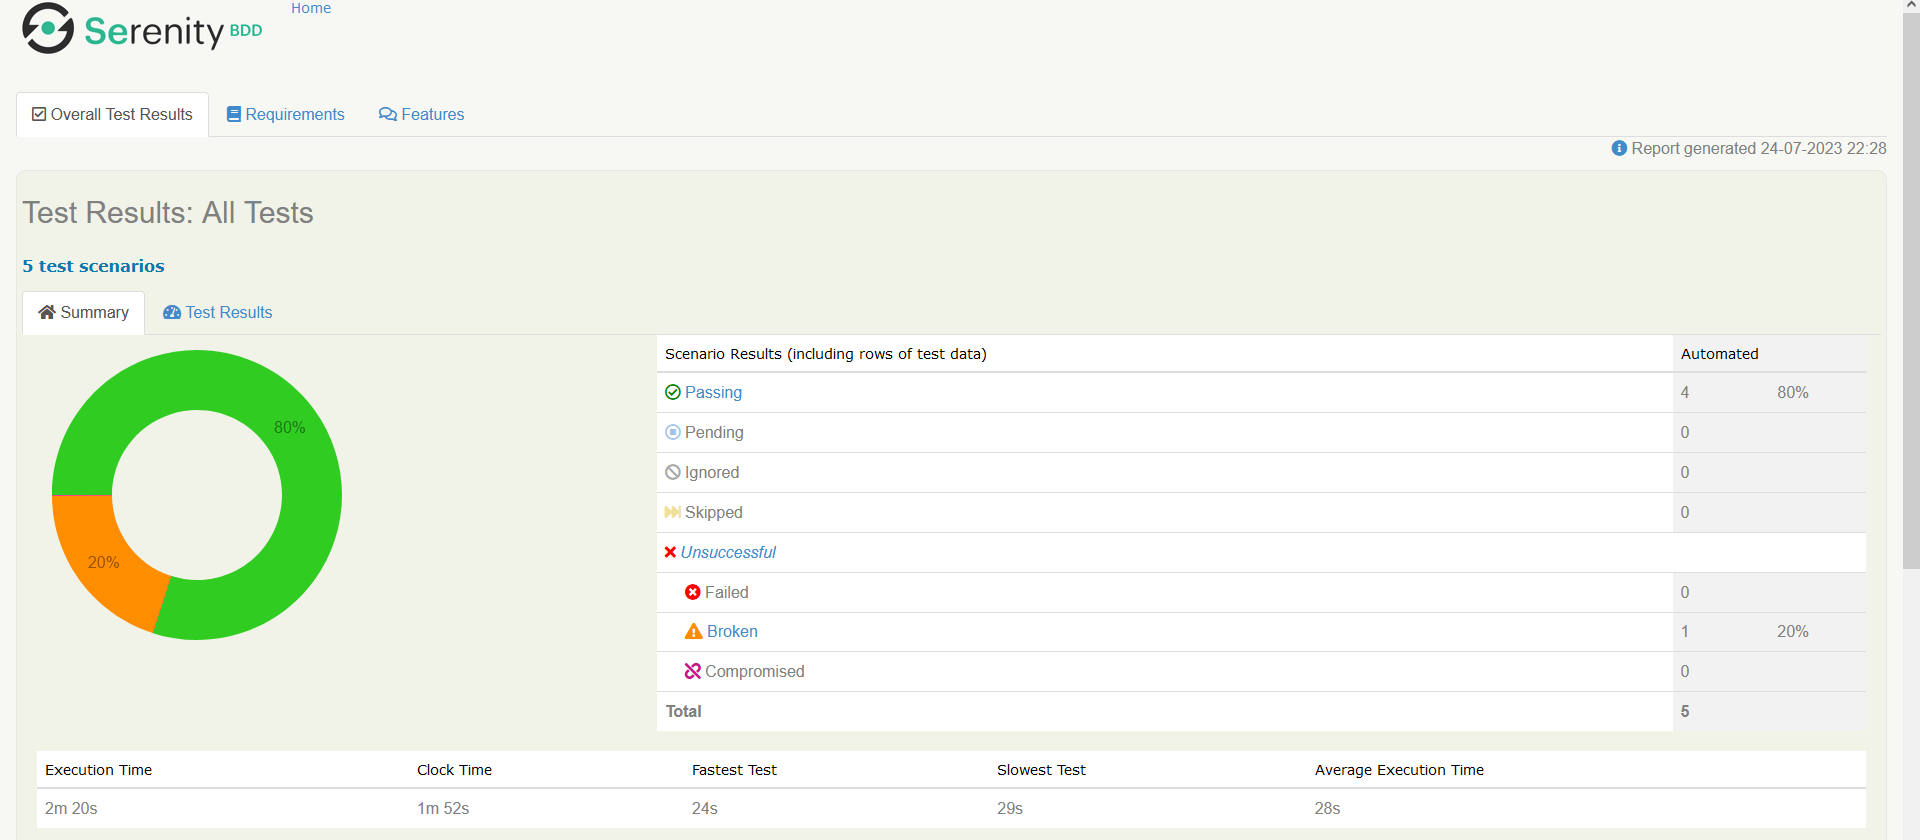 Serenity BDD
Home
Overall Test Results
Requirements
Features
Report generated 24-07-2023 22:28
Test Results: All Tests
5 test scenarios
Summary
Test Results
80%
20%
Scenario Results (including rows of test data) Automated
Passing 4 80%
Pending 0
Ignored 0
Skipped 0
Unsuccessful
Failed 0
Broken 1 20%
Compromised 0
Total 5
Execution Time Clock Time Fastest Test Slowest Test Average Execution Time
2m 20s 1m 52s 24s 29s 28s